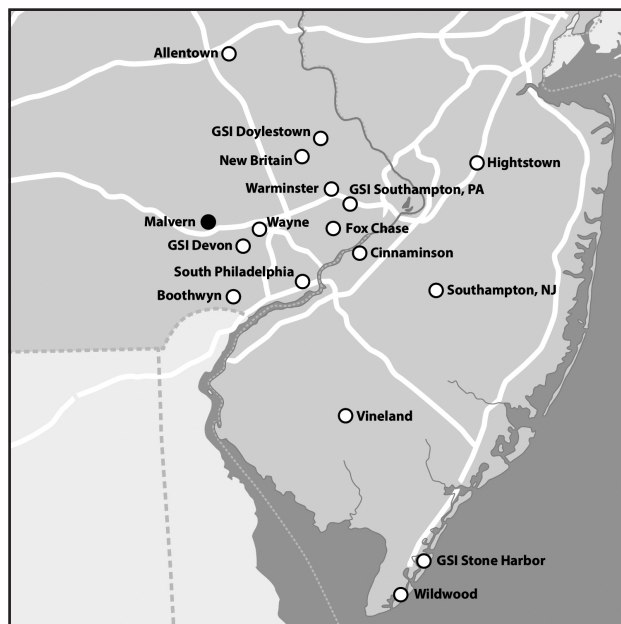 Allentown
GSI Doylestown
New Britain
Hightstown
Warminster
GSI Southampton, PA
Malvern
Wayne
Fox Chase
GSI Devon
Cinnaminson
South Philadelphia
Boothwyn
Southampton, NJ
Vineland
GSI Stone Harbor
Wildwood